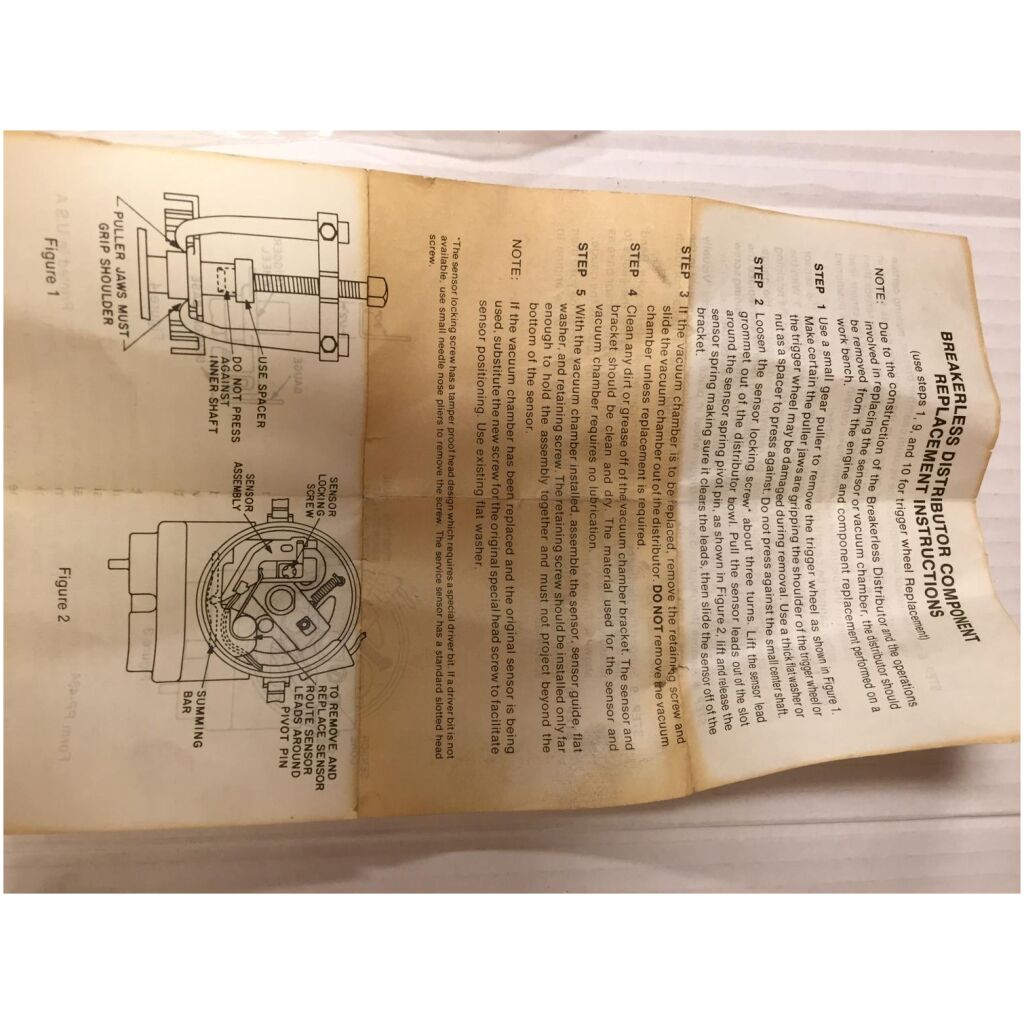 BREAKERLESS DISTRIBUTOR COMPONENT
REPLACEMENT INSTRUCTIONS
(use steps 1, 9, and 10 for trigger wheel Replacement)
NOTE: Due to the construction of the Breakerless Distributor and the operations
involved in replacing the sensor or vacuum chamber, the distributor should
be removed from the engine and component replacement performed on a
work bench.
STEP 1 Use a small gear puller to remove the trigger wheel as shown in Figure 1.
Make certain the puller jaws are gripping the shoulder of the trigger wheel or
the trigger wheel may be damaged during removal. Use a thick flat washer or
nut as a spacer to press against. Do not press against the small center shaft.
STEP 2 Loosen the sensor locking screw* about three turns. Lift the sensor lead
grommet out of the distributor bowl. Pull the sensor leads out of the slot
around the sensor spring pivot pin, as shown in Figure 2, lift and release the
sensor spring making sure it clears the leads, then slide the sensor off of the
bracket.
STEP 3 If the vacuum chamber is to be replaced, remove the retaining screw and
slide the vacuum chamber out of the distributor. DO NOT remove the vacuum
chamber unless replacement is required.
STEP 4 Clean any dirt or grease off of the vacuum chamber bracket. The sensor and
bracket should be clean and dry. The material used for the sensor and
vacuum chamber requires no lubrication.
STEP 5 With the vacuum chamber installed, assemble the sensor, sensor guide, flat
washer, and retaining screw. The retaining screw should be installed only far
enough to hold the assembly together and must not project beyond the
bottom of the sensor.
NOTE: If the vacuum chamber has been replaced and the original sensor is being
used, substitute the new screw for the original special head screw to facilitate
sensor positioning. Use existing flat washer.
*The sensor locking screw has a tamper proof head design which requires a special driver bit. If a driver bit is not
available, use small needle nose pliers to remove the screw. The service sensor has a standard slotted head
screw.
USE SPACER
DO NOT PRESS
AGAINST
INNER SHAFT
PULLER JAWS MUST
GRIP SHOULDER
Figure 1
SENSOR
LOCKING
SCREW
SENSOR
ASSEMBLY
TO REMOVE AND
REPLACE SENSOR
ROUTE SENSOR
LEADS AROUND
PIVOT PIN
SUMMING
BAR
Figure 2